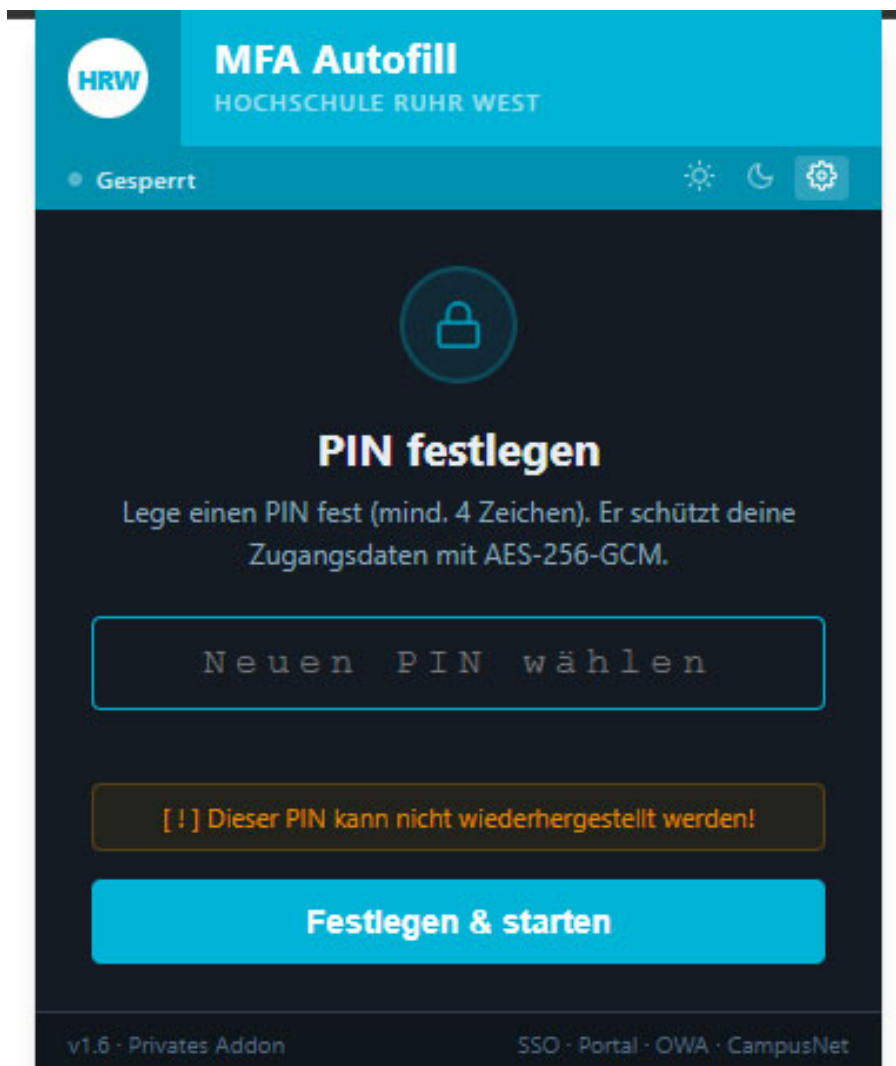 HRW
MFA Autofill
HOCHSCHULE RUHR WEST
Gesperrt
PIN festlegen
Lege einen PIN fest (mind. 4 Zeichen). Er schützt deine
Zugangsdaten mit AES-256-GCM.
Neuen PIN wählen
[!] Dieser PIN kann nicht wiederhergestellt werden!
Festlegen & starten
v1.6 · Privates Addon
SSO · Portal · OWA · CampusNet